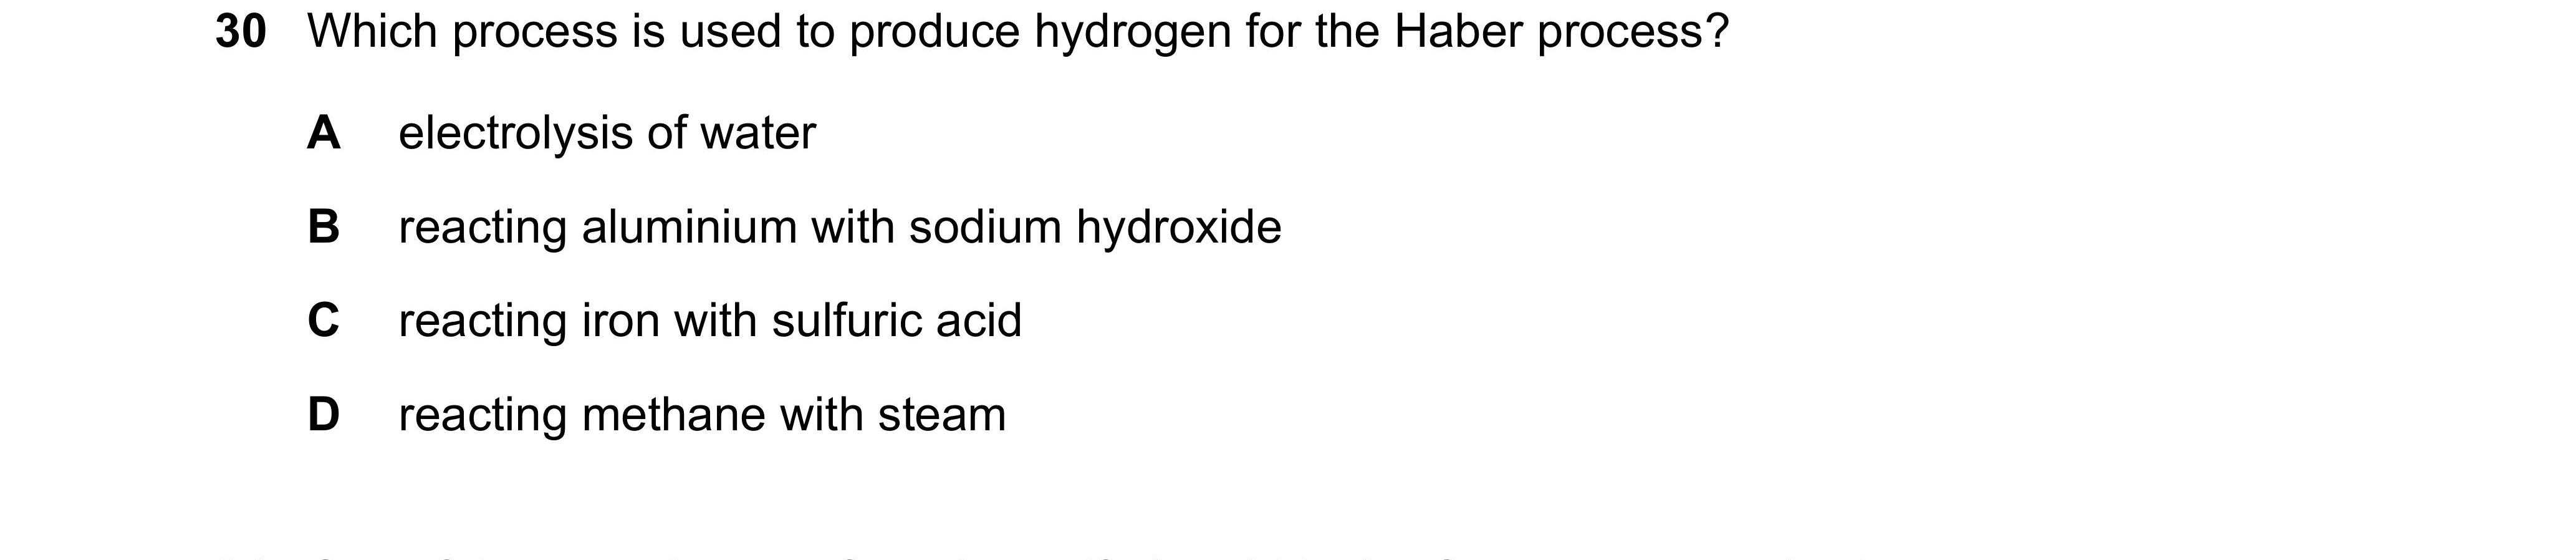 30 Which process is used to produce hydrogen for the Haber process?
A electrolysis of water
B reacting aluminium with sodium hydroxide
C reacting iron with sulfuric acid
D reacting methane with steam